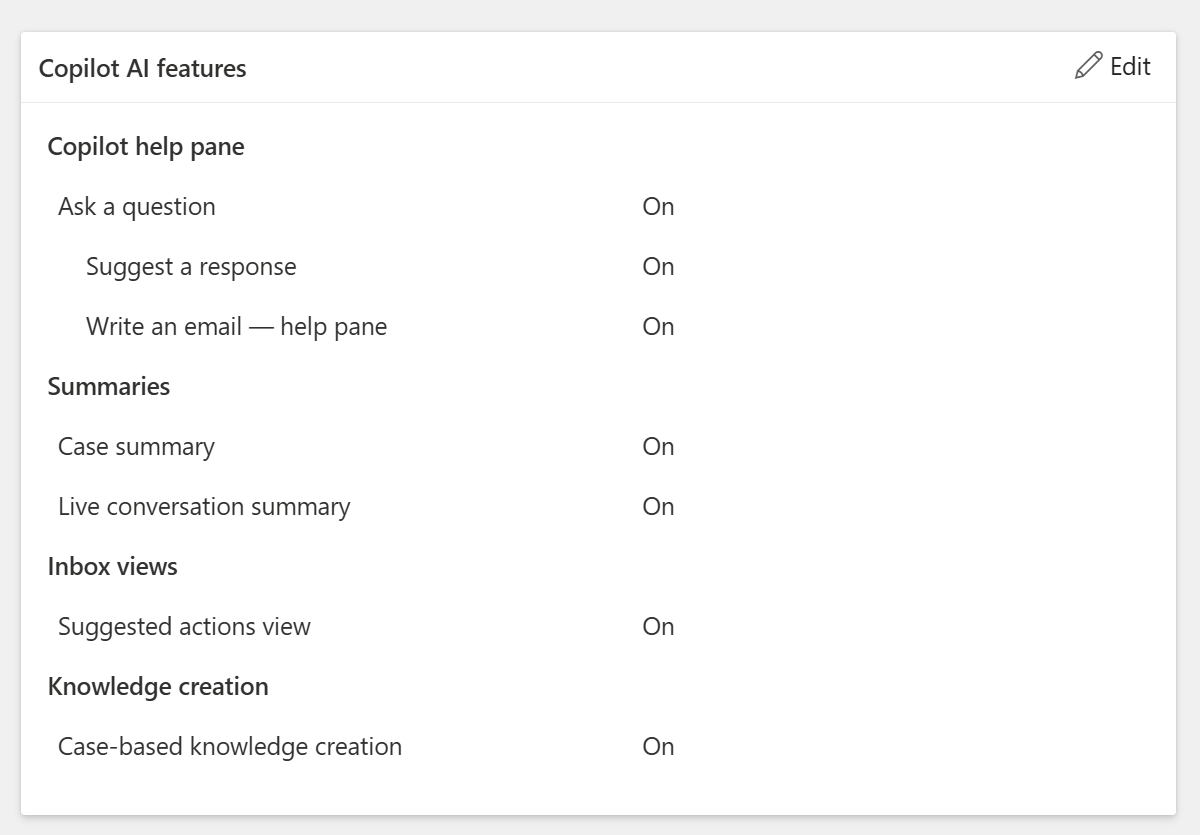 Copilot AI features
Edit
Copilot help pane
Ask a question On
Suggest a response On
Write an email — help pane On
Summaries
Case summary On
Live conversation summary On
Inbox views
Suggested actions view On
Knowledge creation
Case-based knowledge creation On